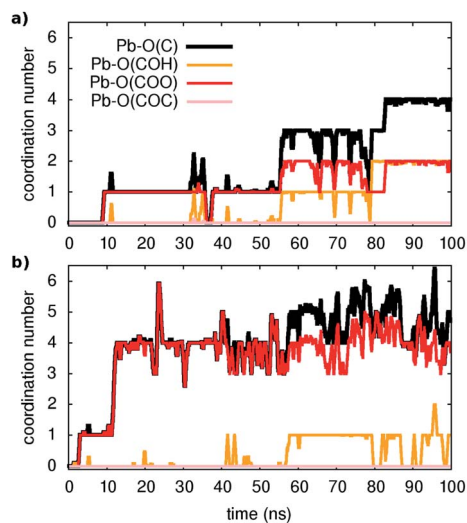 a)
6
Pb-O(C)
Pb-O(COH)
Pb-O(COO)
Pb-O(COC)
5
4
3
2
1
0
coordination number
0 10 20 30 40 50 60 70 80 90 100
b)
6
5
4
3
2
1
0
coordination number
0 10 20 30 40 50 60 70 80 90 100
time (ns)